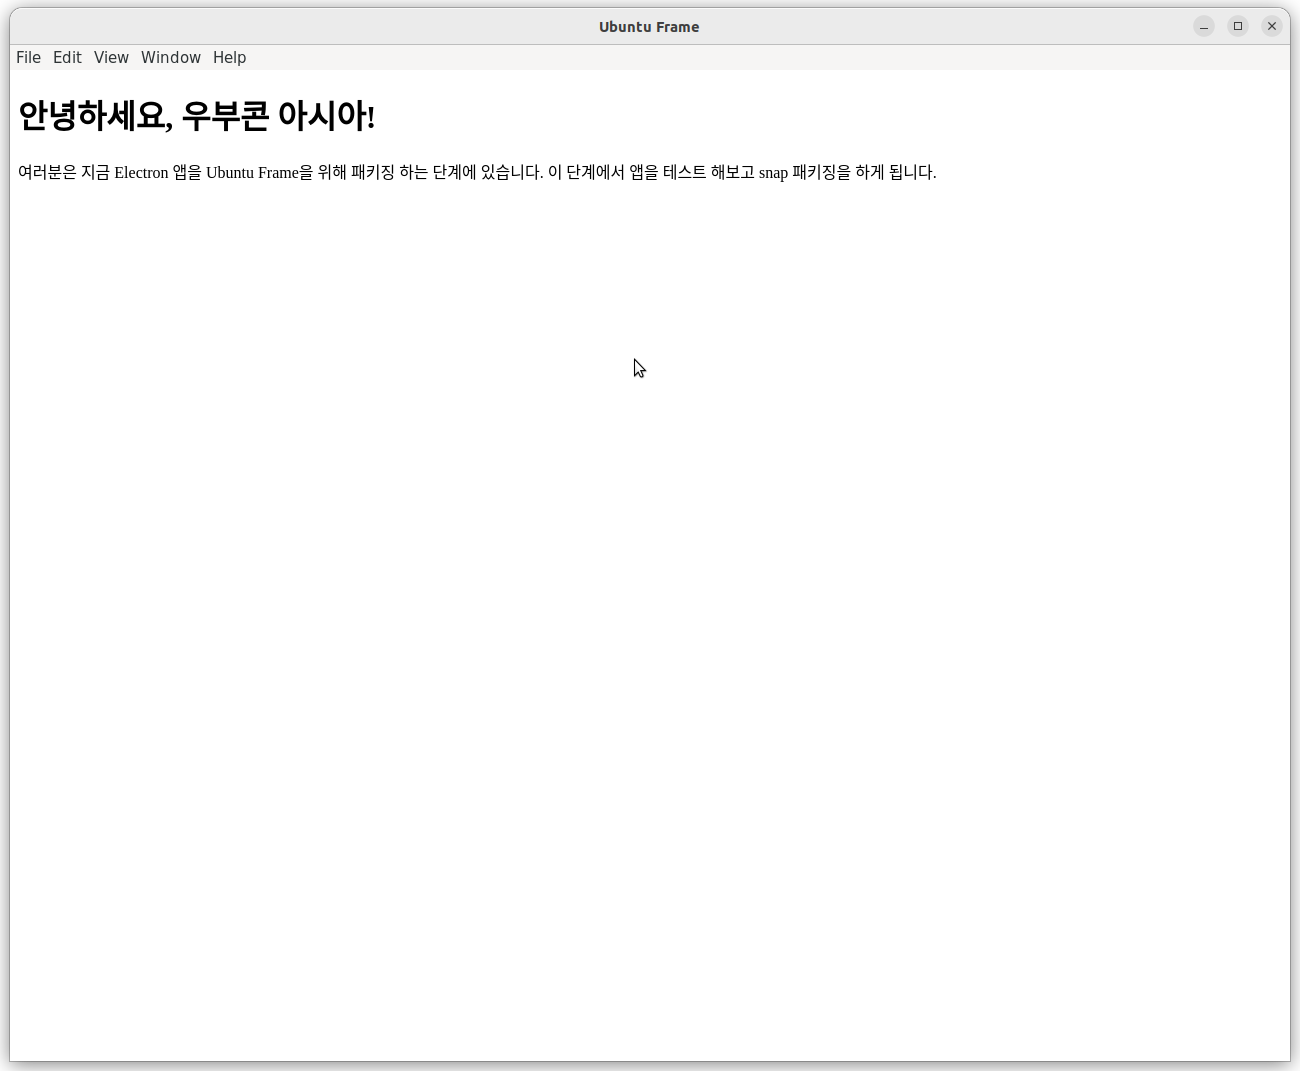 Ubuntu Frame
File Edit View Window Help
안녕하세요, 우부콘 아시아!
여러분은 지금 Electron 앱을 Ubuntu Frame을 위해 패키징 하는 단계에 있습니다. 이 단계에서 앱을 테스트 해보고 snap 패키징을 하게 됩니다.